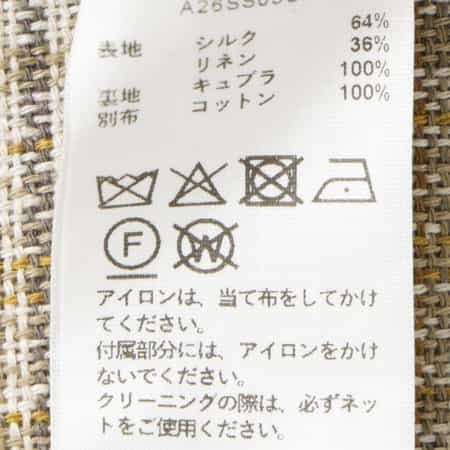 64%
表地 シルク 36%
リネン 100%
裏地 キュプラ 100%
別布 コットン
F
W
アイロンは、当て布をしてかけ
てください。
付属部分には、アイロンをかけ
ないでください。
クリーニングの際は、必ずネッ
トをご使用ください。